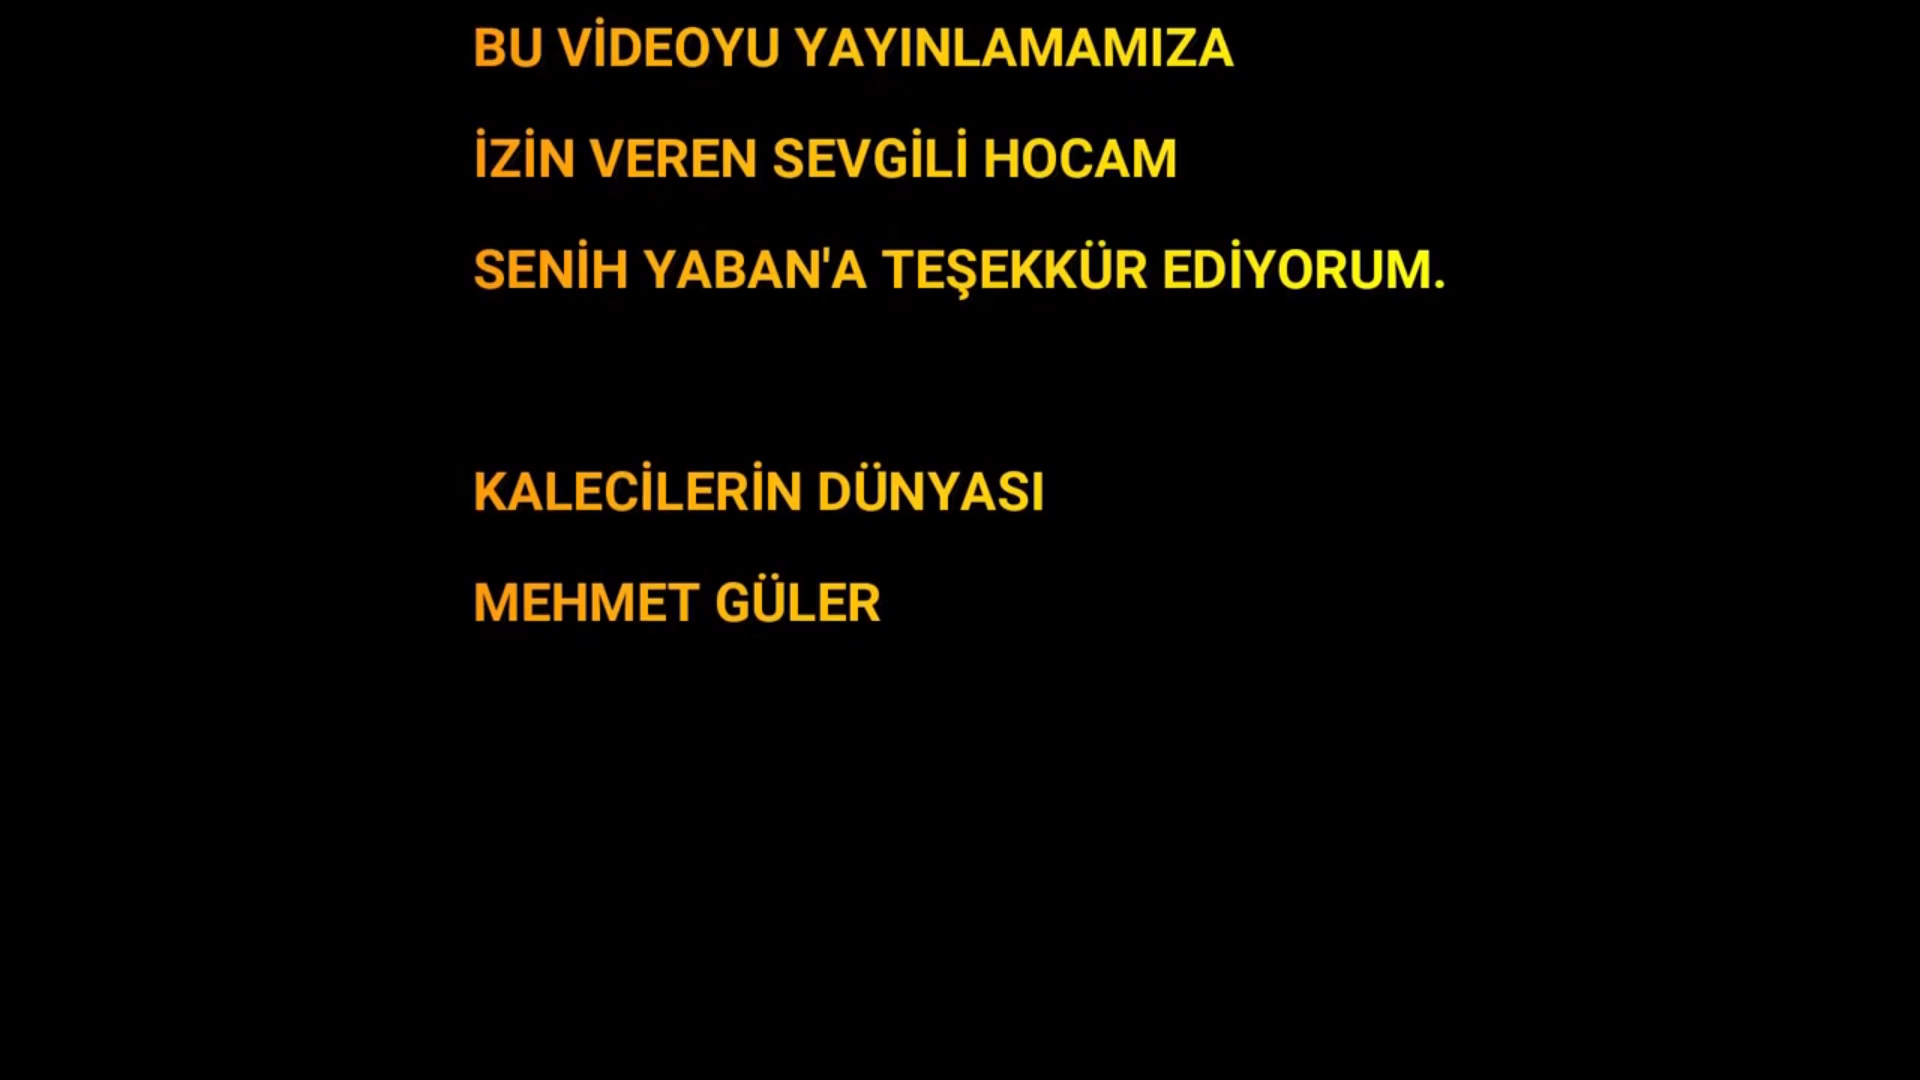 BU VİDEOYU YAYINLAMAMIZA
İZİN VEREN SEVGİLİ HOCAM
SENİH YABAN'A TEŞEKKÜR EDİYORUM.
KALECİLERİN DÜNYASI
MEHMET GÜLER